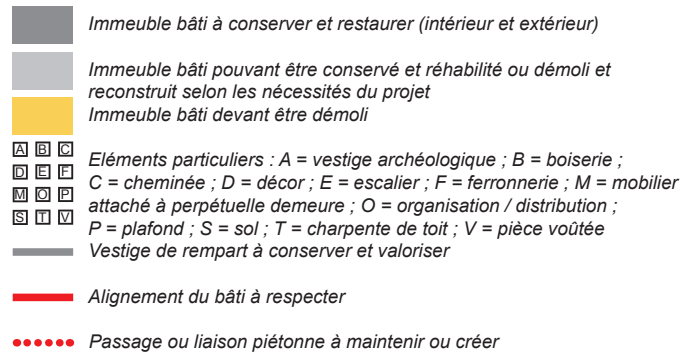 Immeuble bâti à conserver et restaurer (intérieur et extérieur)
Immeuble bâti pouvant être conservé et réhabilité ou démoli et
reconstruit selon les nécessités du projet
Immeuble bâti devant être démoli
A B C
D E F
M O P
S T V
Eléments particuliers : A = vestige archéologique ; B = boiserie ;
C = cheminée ; D = décor ; E = escalier ; F = ferronnerie ; M = mobilier
attaché à perpétuelle demeure ; O = organisation / distribution ;
P = plafond ; S = sol ; T = charpente de toit ; V = pièce voûtée
Vestige de rempart à conserver et valoriser
Alignement du bâti à respecter
Passage ou liaison piétonne à maintenir ou créer